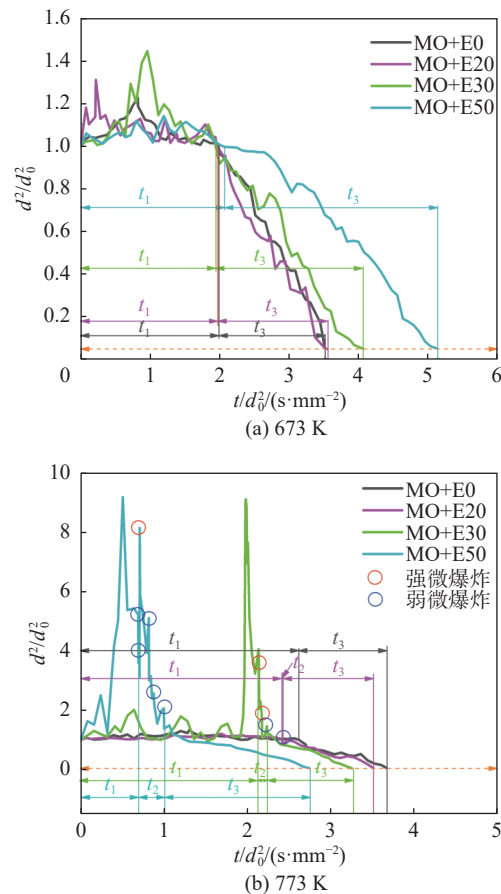 1.6
1.4
1.2
1.0
0.8
0.6
0.4
0.2
0
d²/d₀²
MO+E0
MO+E20
MO+E30
MO+E50
t₁ t₃
t₁ t₃
t₁ t₃
t₁ t₃
1 2 3 4 5 6
t/d₀²/(s·mm⁻²)
(a) 673 K
10
8
6
4
2
0
d²/d₀²
MO+E0
MO+E20
MO+E30
MO+E50
强微爆炸
弱微爆炸
t₁ t₃
t₁ t₂ t₃
t₁ t₂ t₃
t₁ t₂ t₃
0 1 2 3 4 5
t/d₀²/(s·mm⁻²)
(b) 773 K